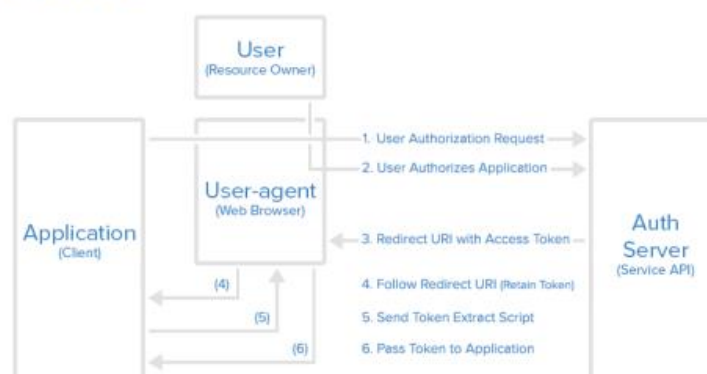 User
(Resource Owner)
1. User Authorization Request
2. User Authorizes Application
User-agent
(Web Browser)
Application
(Client)
3. Redirect URI with Access Token
Auth
Server
(Service API)
(4)
4. Follow Redirect URI (Retain Token)
(5)
5. Send Token Extract Script
(6)
6. Pass Token to Application